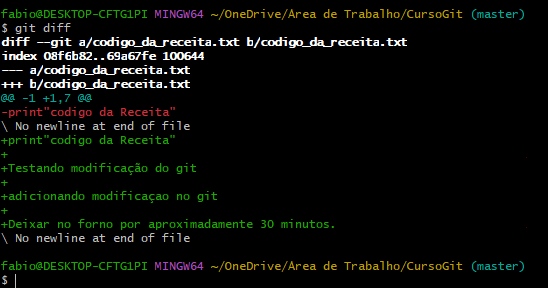 fabio@DESKTOP-CFTG1PI MINGW64 ~/OneDrive/Área de Trabalho/CursoGit (master)
$ git diff
diff --git a/codigo_da_receita.txt b/codigo_da_receita.txt
index 08f6b82..69a67fe 100644
--- a/codigo_da_receita.txt
+++ b/codigo_da_receita.txt
@@ -1 +1,7 @@
-print"codigo da Receita"
\ No newline at end of file
+print"codigo da Receita"
+
+Testando modificação do git
+
+adicionando modificaçao no git
+
+Deixar no forno por aproximadamente 30 minutos.
\ No newline at end of file
fabio@DESKTOP-CFTG1PI MINGW64 ~/OneDrive/Área de Trabalho/CursoGit (master)
$